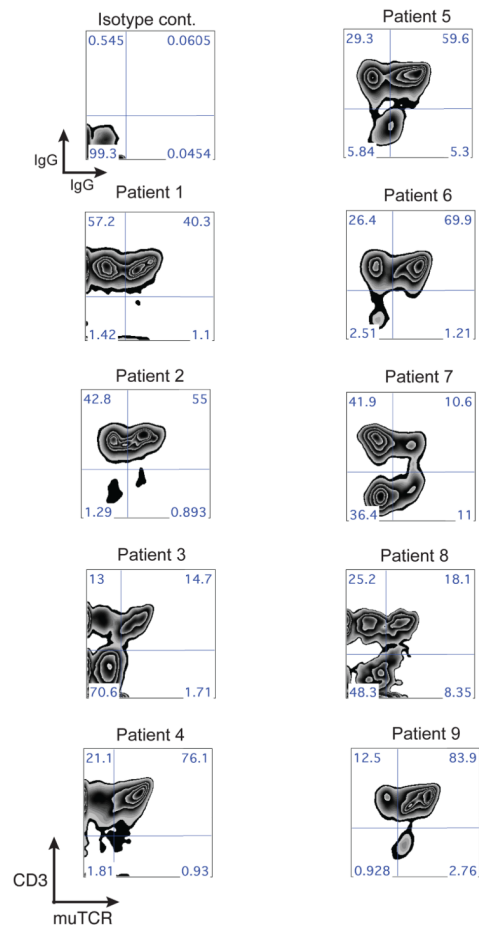 Isotype cont.
0.545 0.0605
99.3 0.0454
IgG
IgG
Patient 1
57.2 40.3
1.42 1.1
Patient 2
42.8 55
1.29 0.893
Patient 3
13 14.7
70.6 1.71
Patient 4
21.1 76.1
1.81 0.93
CD3
muTCR
Patient 5
29.3 59.6
5.84 5.3
Patient 6
26.4 69.9
2.51 1.21
Patient 7
41.9 10.6
36.4 11
Patient 8
25.2 18.1
48.3 8.35
Patient 9
12.5 83.9
0.928 2.76